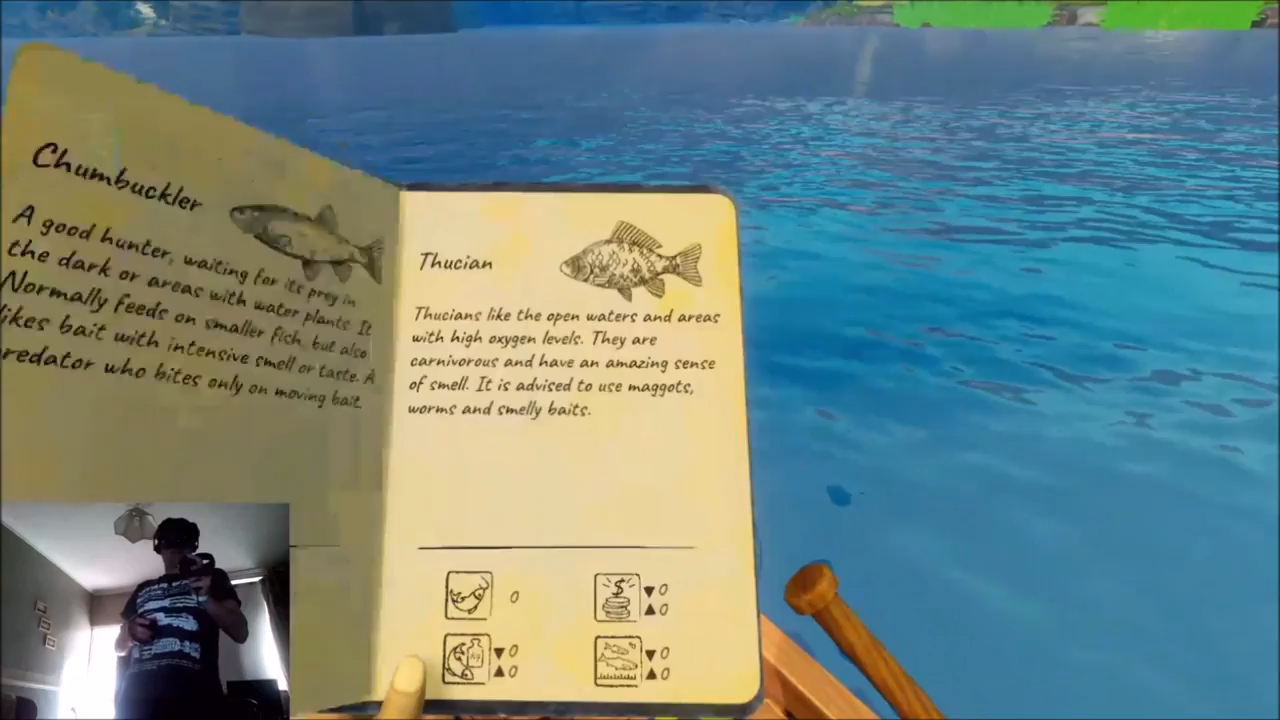 Chumbuckler
A good hunter, waiting for its prey in
the dark or areas with water plants. It
Normally feeds on smaller fish, but also
likes bait with intensive smell or taste. A
redator who bites only on moving bait.
Thucian
Thucians like the open waters and areas
with high oxygen levels. They are
carnivorous and have an amazing sense
of smell. It is advised to use maggots,
worms and smelly baits.
0
$ ▼ 0
▲ 0
▼ 0
▲ 0
▼ 0
▲ 0